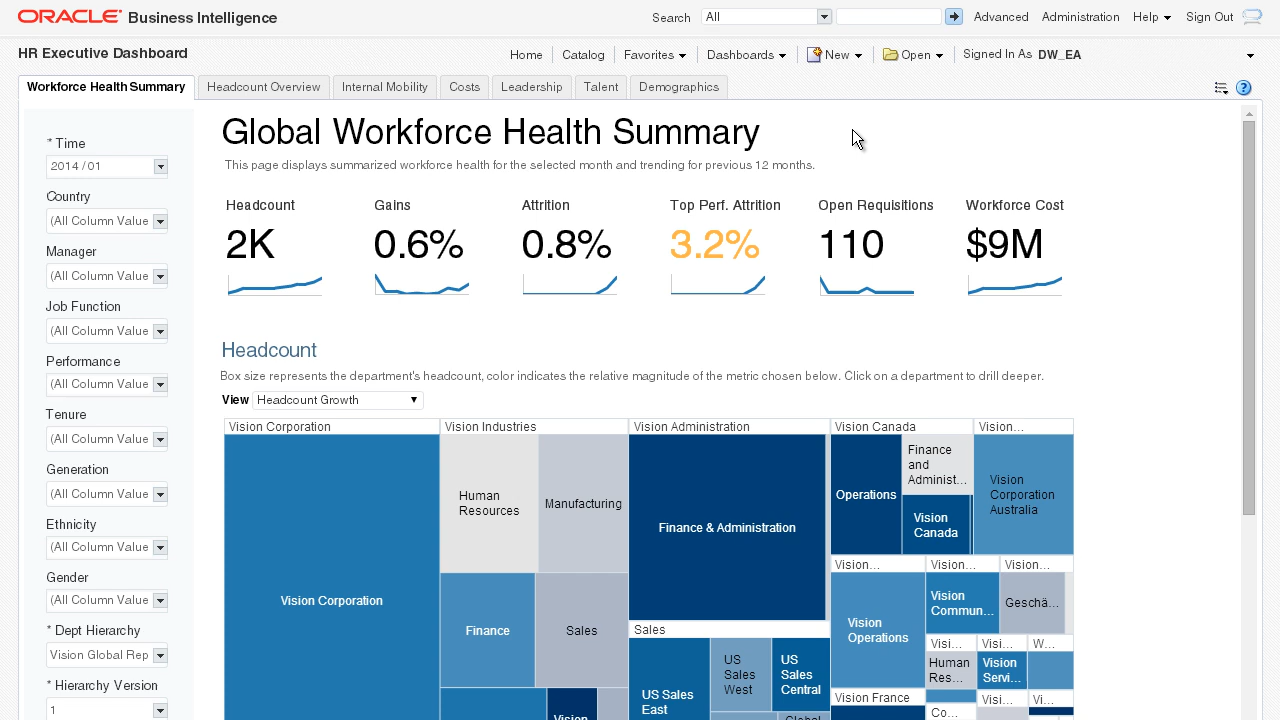 ORACLE Business Intelligence
Search All Advanced Administration Help Sign Out
HR Executive Dashboard
Home Catalog Favorites Dashboards New Open Signed In As DW_EA
Workforce Health Summary Headcount Overview Internal Mobility Costs Leadership Talent Demographics
* Time
2014 / 01
Country
(All Column Value
Manager
(All Column Value
Job Function
(All Column Value
Performance
(All Column Value
Tenure
(All Column Value
Generation
(All Column Value
Ethnicity
(All Column Value
Gender
(All Column Value
* Dept Hierarchy
Vision Global Rep
* Hierarchy Version
1
Global Workforce Health Summary
This page displays summarized workforce health for the selected month and trending for previous 12 months.
Headcount Gains Attrition Top Perf. Attrition Open Requisitions Workforce Cost
2K 0.6% 0.8% 3.2% 110 $9M
Headcount
Box size represents the department's headcount, color indicates the relative magnitude of the metric chosen below. Click on a department to drill deeper.
View Headcount Growth
Vision Corporation
Vision Corporation
Vision Industries
Human
Resources
Manufacturing
Finance
Sales
Vision
Vision Administration
Finance & Administration
Sales
US Sales
East
US
Sales
West
US
Sales
Central
Global
Vision Canada
Operations
Finance
and
Administ...
Vision
Canada
Vision...
Vision
Corporation
Australia
Vision...
Vision
Operations
Vision...
Vision
Commun...
Vision...
Geschä...
Visi...
Human
Res...
Visi...
Vision
Servi...
W...
Vision France
Co...
Visi...
Vi...